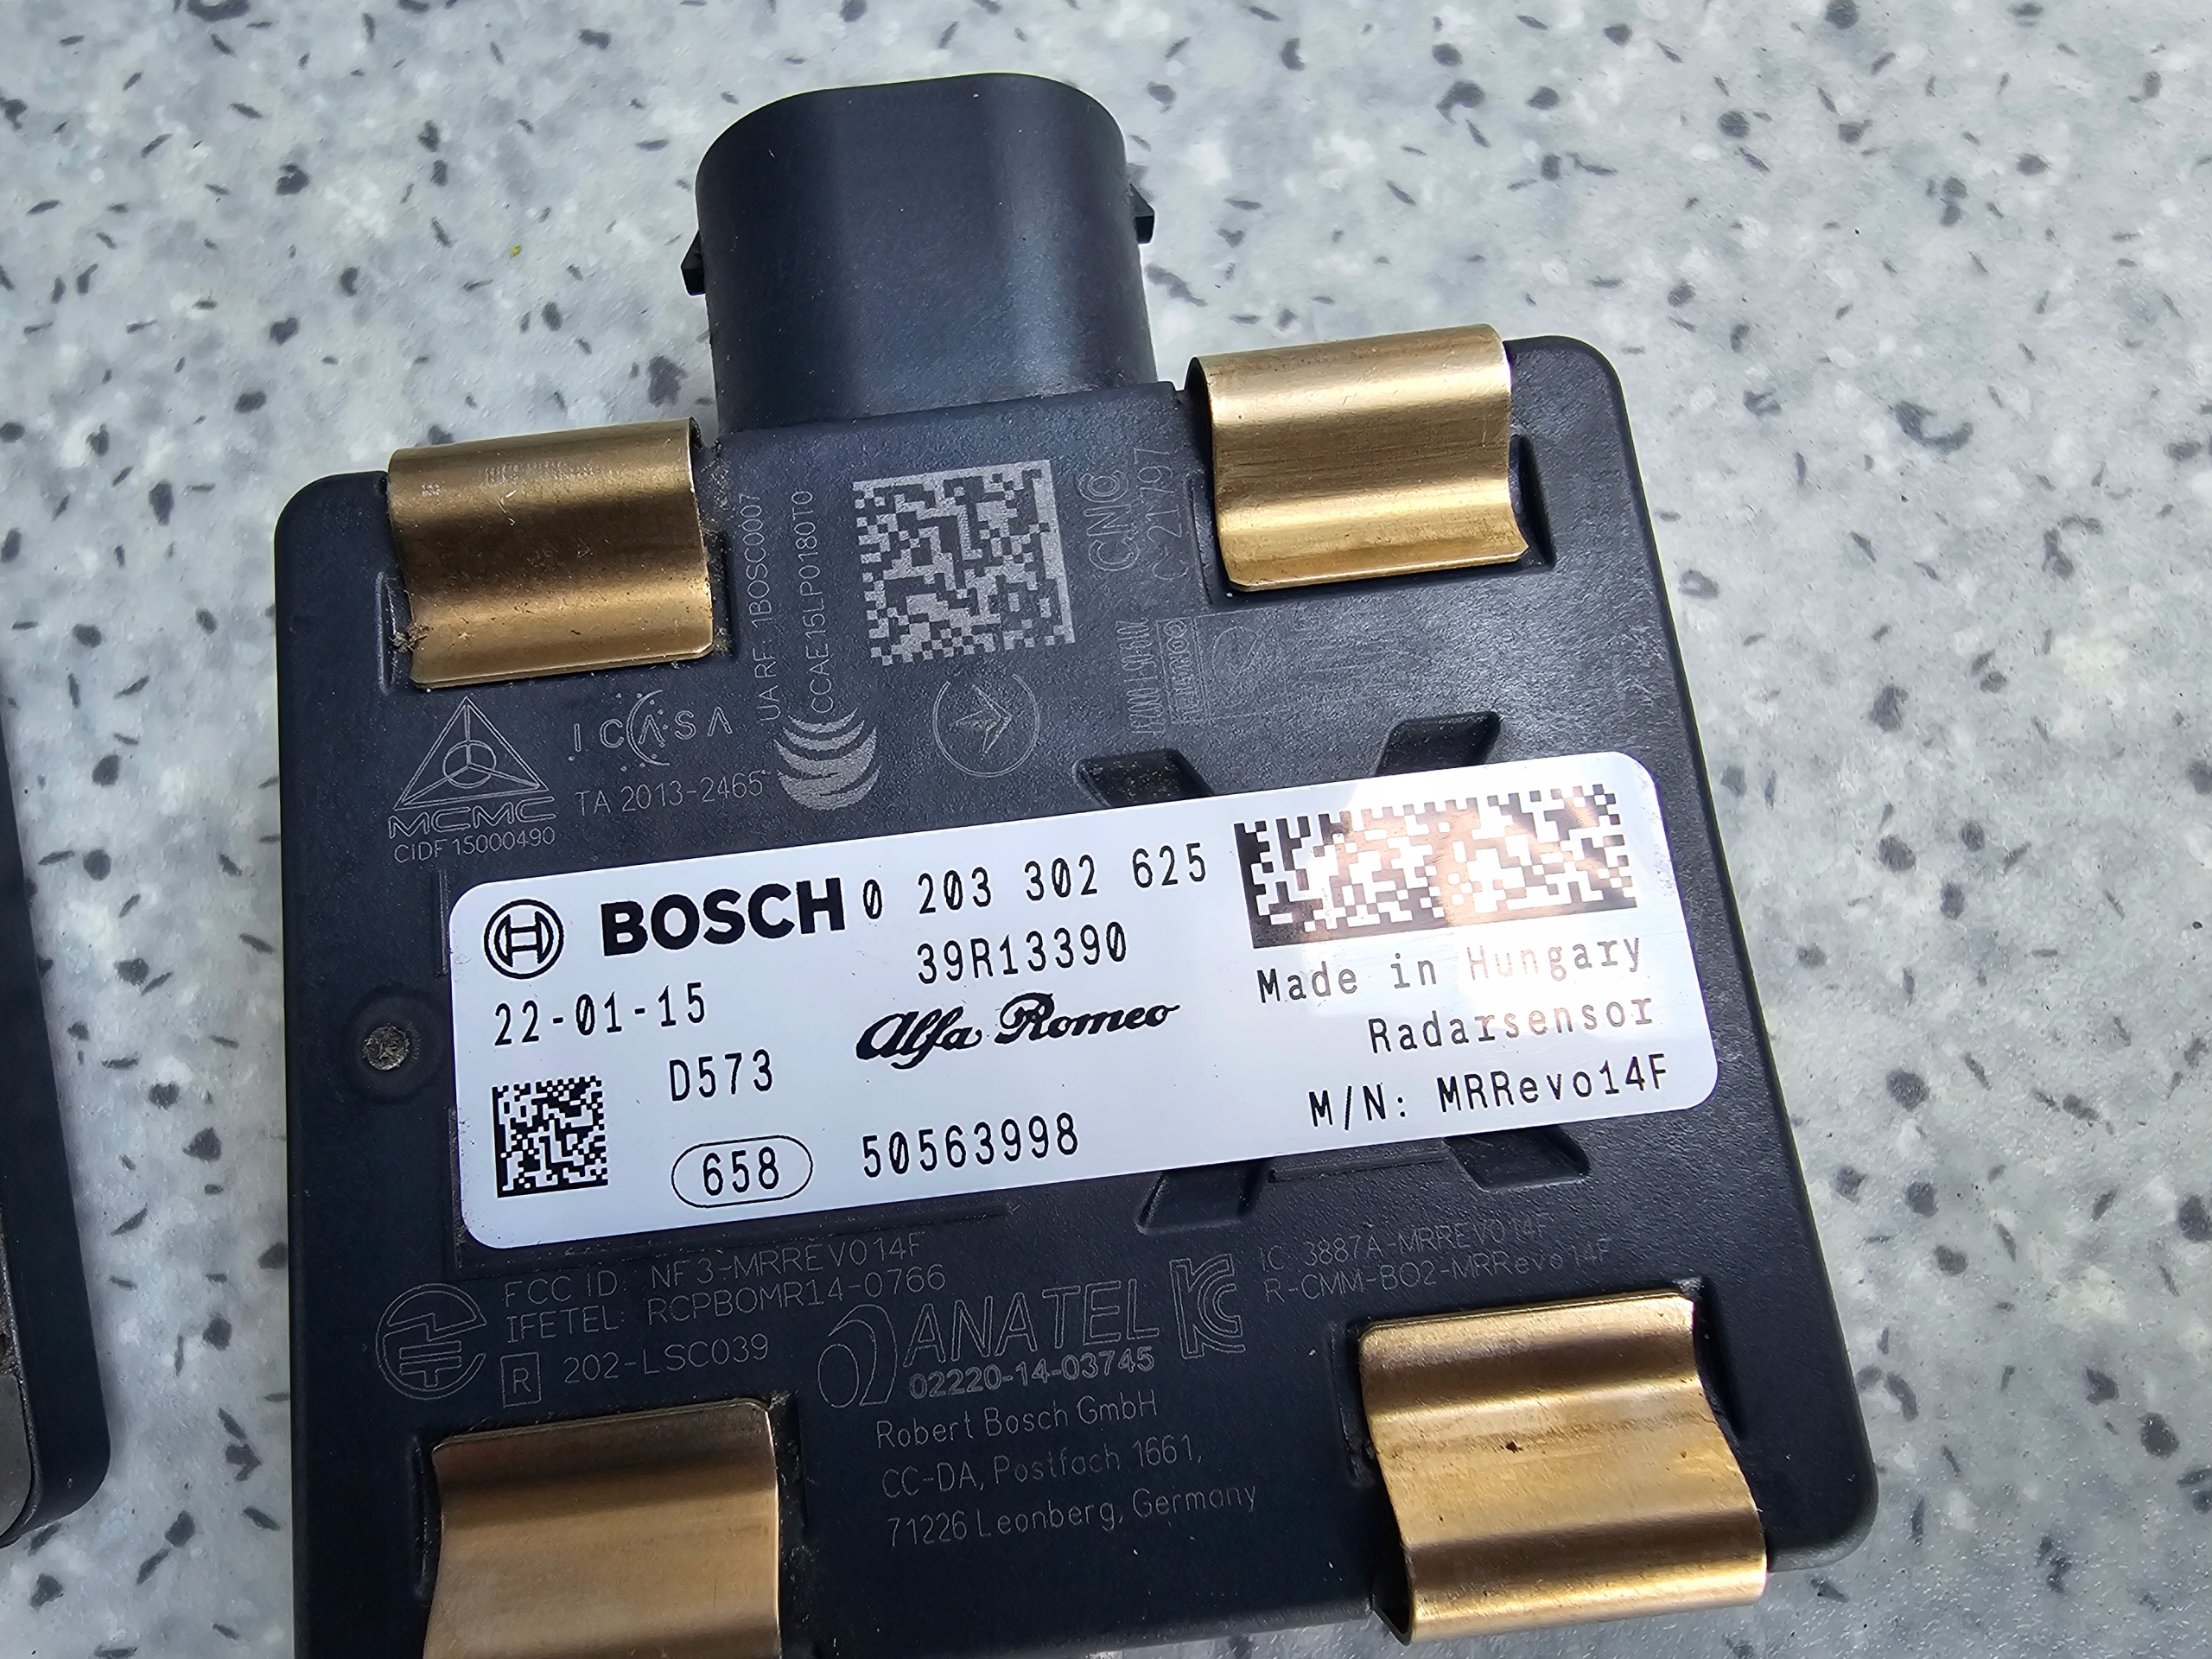 UA RF: 1BOSC0007
CCAE15LP0180T0
CNC
C 21797
ICASA
TA 2013-2465
MCMC
CIDF15000490
BOSCH 0 203 302 625
39R13390
22-01-15
Alfa Romeo
D573
658
50563998
Made in Hungary
Radarsensor
M/N: MRRevo14F
FCC ID: NF3-MRREVO14F
IFETEL: RCPBOMR14-0766
R 202-LSC039
ANATEL
02220-14-03745
IC: 3887A-MRREVO14F
R-CMM-BO2-MRRevo14F
Robert Bosch GmbH
CC-DA, Postfach 1661,
71226 Leonberg, Germany